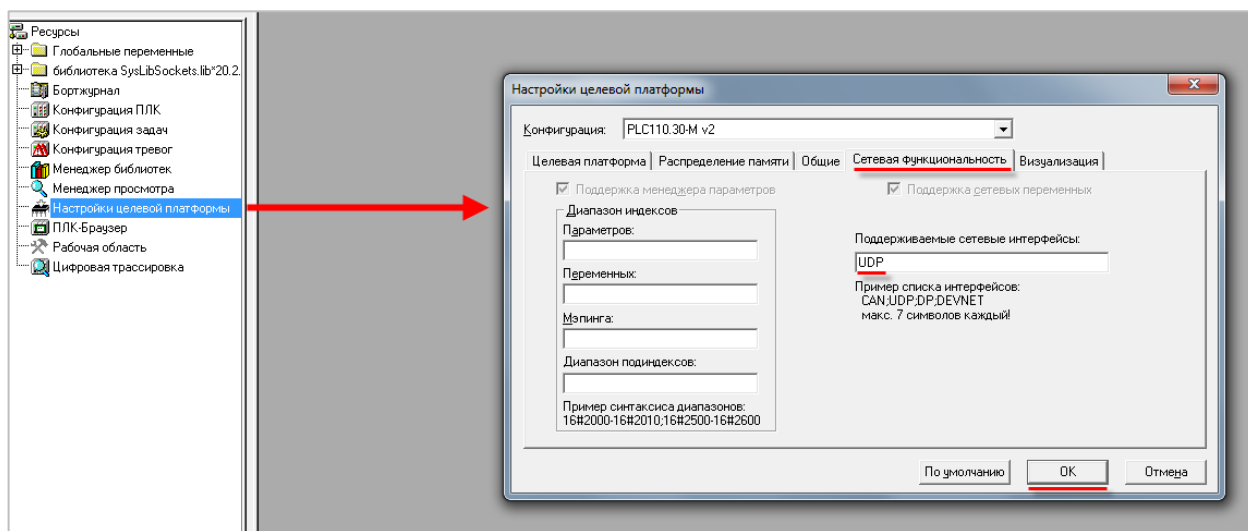 Ресурсы
Глобальные переменные
библиотека SysLibSockets.lib*20.2.
Бортжурнал
Конфигурация ПЛК
Конфигурация задач
Конфигурация тревог
Менеджер библиотек
Менеджер просмотра
Настройки целевой платформы
ПЛК-Браузер
Рабочая область
Цифровая трассировка
Настройки целевой платформы
Конфигурация: PLC110.30-M v2
Целевая платформа Распределение памяти Общие Сетевая функциональность Визуализация
Поддержка менеджера параметров
Диапазон индексов
Параметров:
Переменных:
Мэпинга:
Диапазон подиндексов:
Пример синтаксиса диапазонов:
16#2000-16#2010;16#2500-16#2600
Поддержка сетевых переменных
Поддерживаемые сетевые интерфейсы:
UDP
Пример списка интерфейсов:
CAN;UDP;DP;DEVNET
макс. 7 символов каждый!
По умолчанию OK Отмена